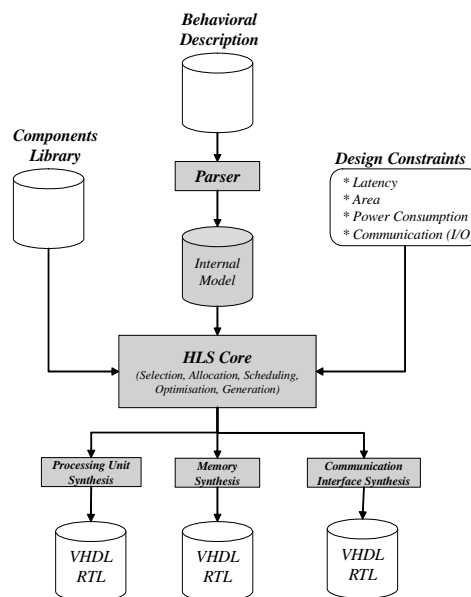 Behavioral
Description
Components
Library
Parser
Design Constraints
* Latency
* Area
* Power Consumption
* Communication (I/O)
Internal
Model
HLS Core
(Selection, Allocation, Scheduling,
Optimisation, Generation)
Processing Unit
Synthesis
Memory
Synthesis
Communication
Interface Synthesis
VHDL
RTL
VHDL
RTL
VHDL
RTL